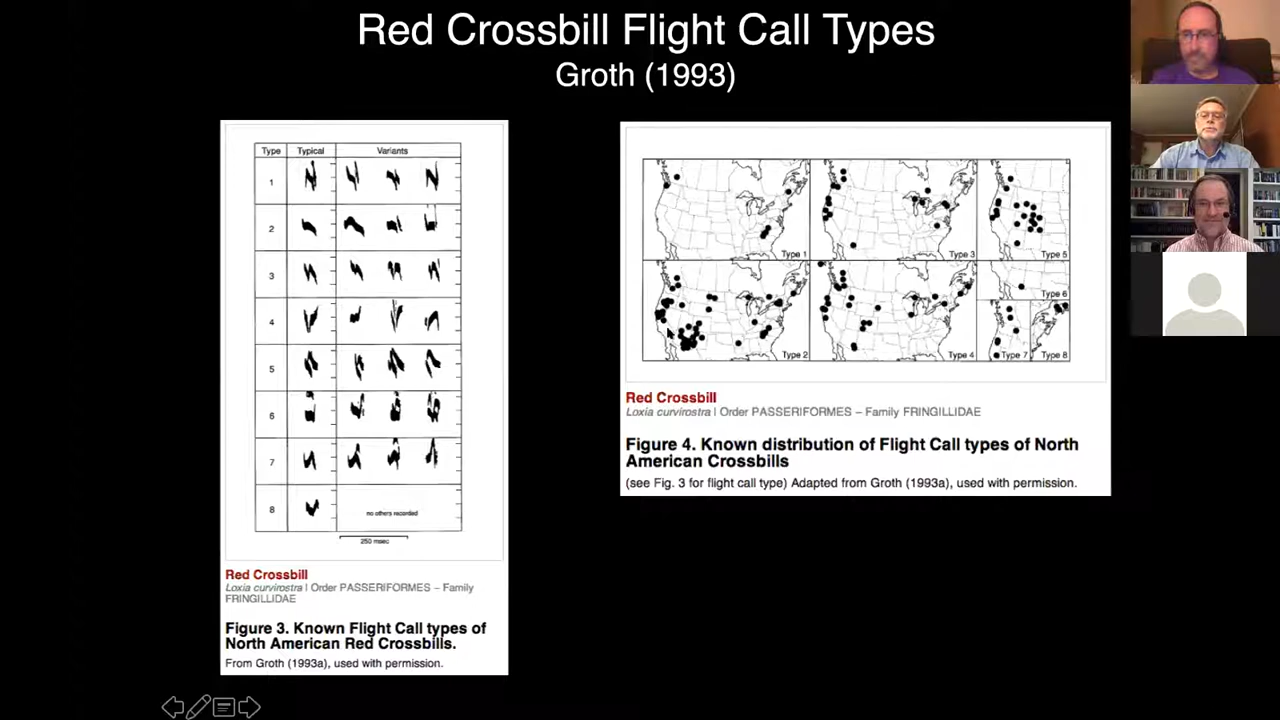 Red Crossbill Flight Call Types
Groth (1993)
Type Typical Variants
1
2
3
4
5
6
7
8
no others recorded
250 msec
Red Crossbill
Loxia curvirostra | Order PASSERIFORMES – Family
FRINGILLIDAE
Figure 3. Known Flight Call types of
North American Red Crossbills.
From Groth (1993a), used with permission.
Type 1
Type 3
Type 5
Type 6
Type 2
Type 4
Type 7
Type 8
Red Crossbill
Loxia curvirostra | Order PASSERIFORMES – Family FRINGILLIDAE
Figure 4. Known distribution of Flight Call types of North
American Crossbills
(see Fig. 3 for flight call type) Adapted from Groth (1993a), used with permission.